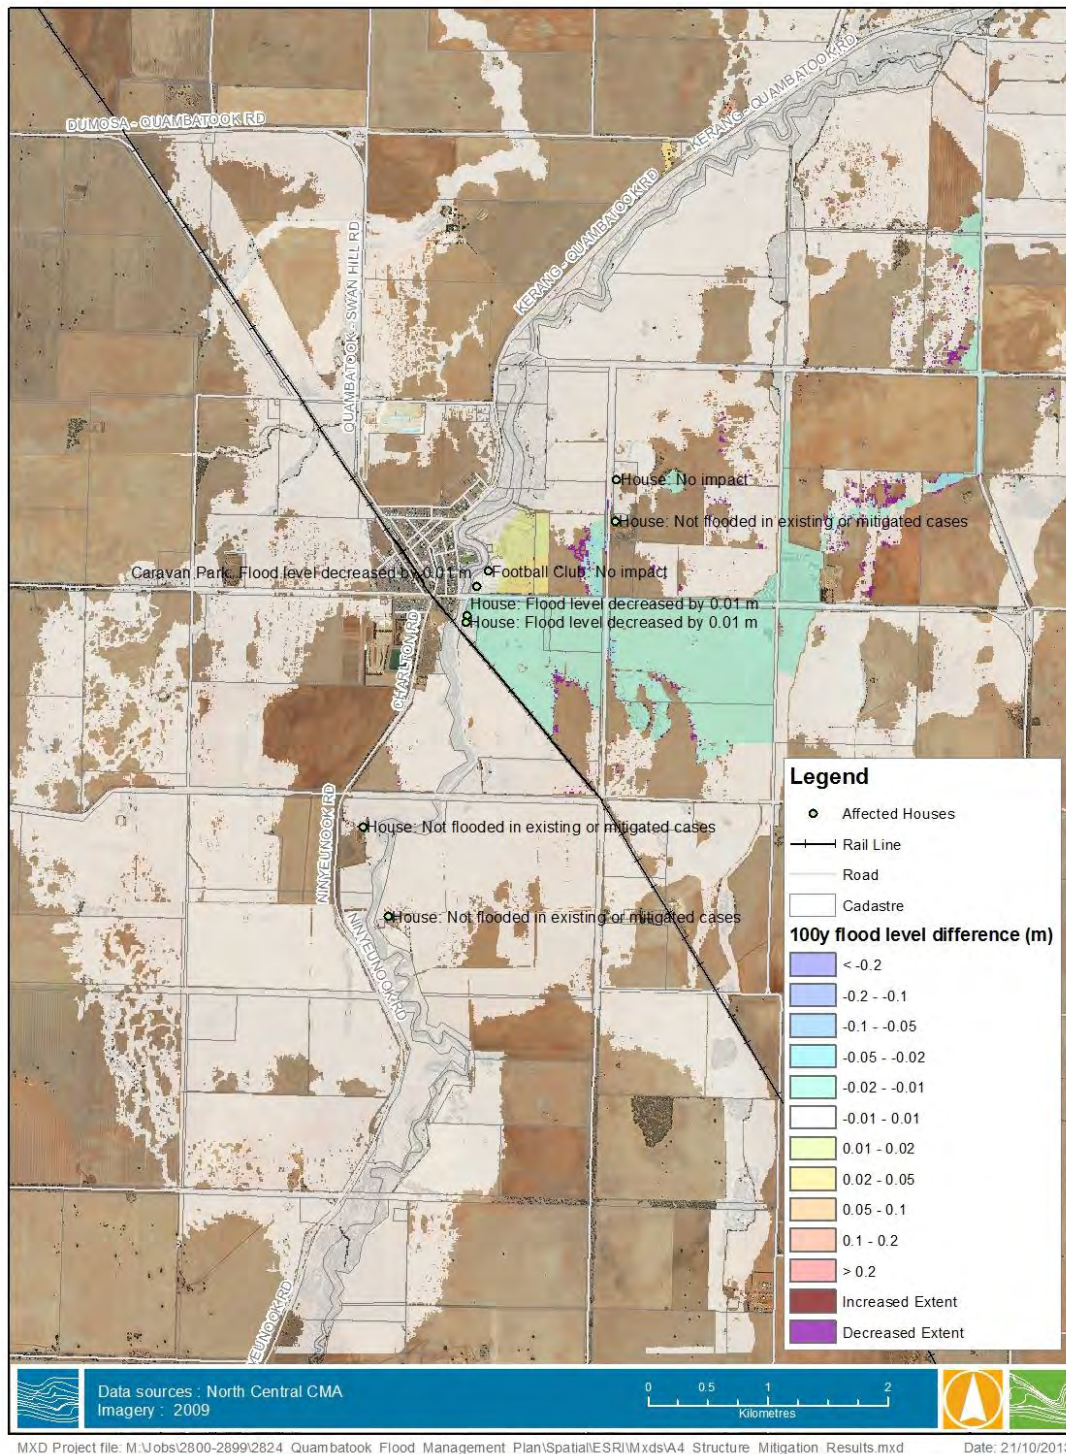 DUMOSA - QUAMBATOOK RD
KERANG - QUAMBATOOK RD
KERANG - QUAMBATOOK RD
QUAMBATOOK - SWAN HILL RD
House: No impact
House: Not flooded in existing or mitigated cases
Caravan Park: Flood level decreased by 0.01 m
Football Club: No impact
House: Flood level decreased by 0.01 m
House: Flood level decreased by 0.01 m
CHARLTON RD
NINYEUNOOK RD
House: Not flooded in existing or mitigated cases
House: Not flooded in existing or mitigated cases
NINYEUNOOK RD
YEUNOOK RD
Legend
Affected Houses
Rail Line
Road
Cadastre
100y flood level difference (m)
< -0.2
-0.2 - -0.1
-0.1 - -0.05
-0.05 - -0.02
-0.02 - -0.01
-0.01 - 0.01
0.01 - 0.02
0.02 - 0.05
0.05 - 0.1
0.1 - 0.2
> 0.2
Increased Extent
Decreased Extent
Data sources : North Central CMA
Imagery : 2009
0 0.5 1 2
Kilometres
MXD Project file: M:\Jobs\2800-2899\2824_Quambatook_Flood_Management_Plan\Spatial\ESRI\Mxds\A4_Structure_Mitigation_Results.mxd
Date: 21/10/2013